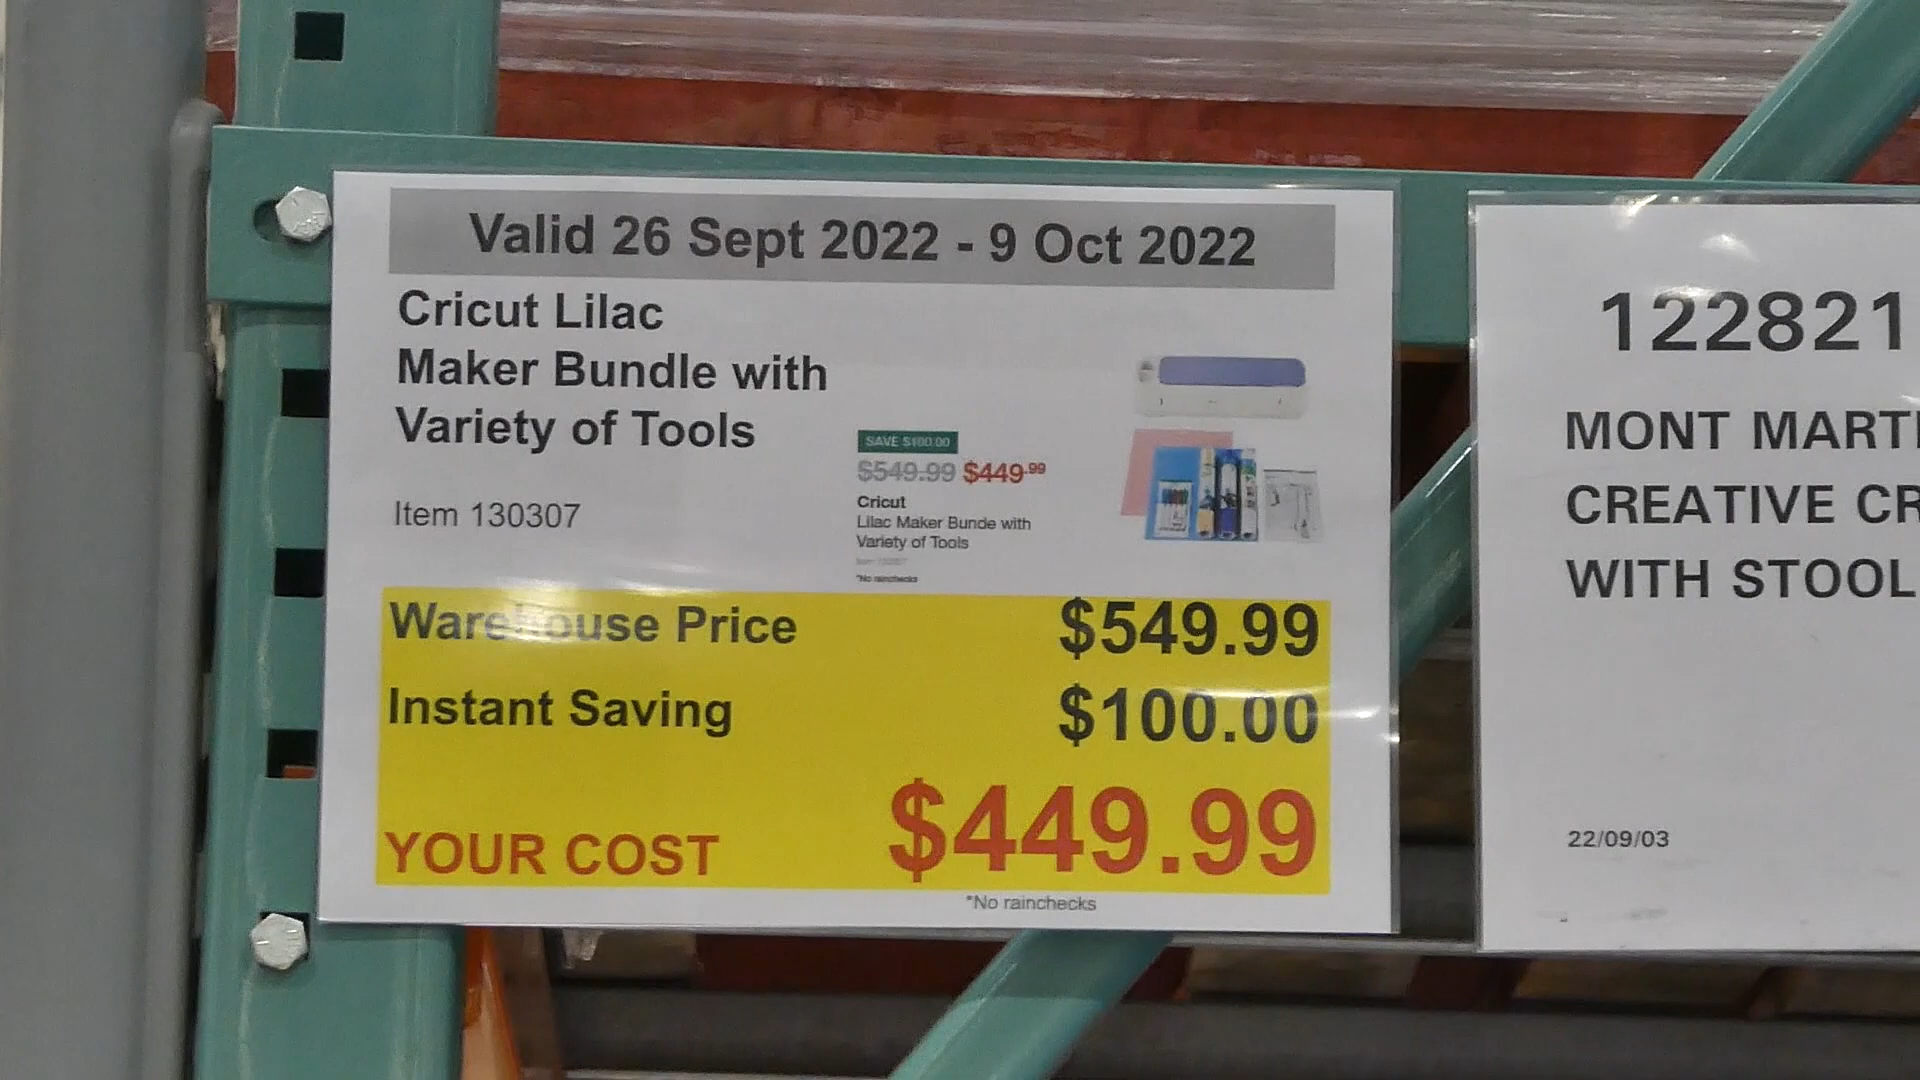 Valid 26 Sept 2022 - 9 Oct 2022
Cricut Lilac
Maker Bundle with
Variety of Tools
Item 130307
SAVE $100.00
$549.99 $449.99
Cricut
Lilac Maker Bunde with
Variety of Tools
*No rainchecks
Warehouse Price $549.99
Instant Saving $100.00
YOUR COST $449.99
*No rainchecks
122821
MONT MART
CREATIVE CR
WITH STOOL
22/09/03